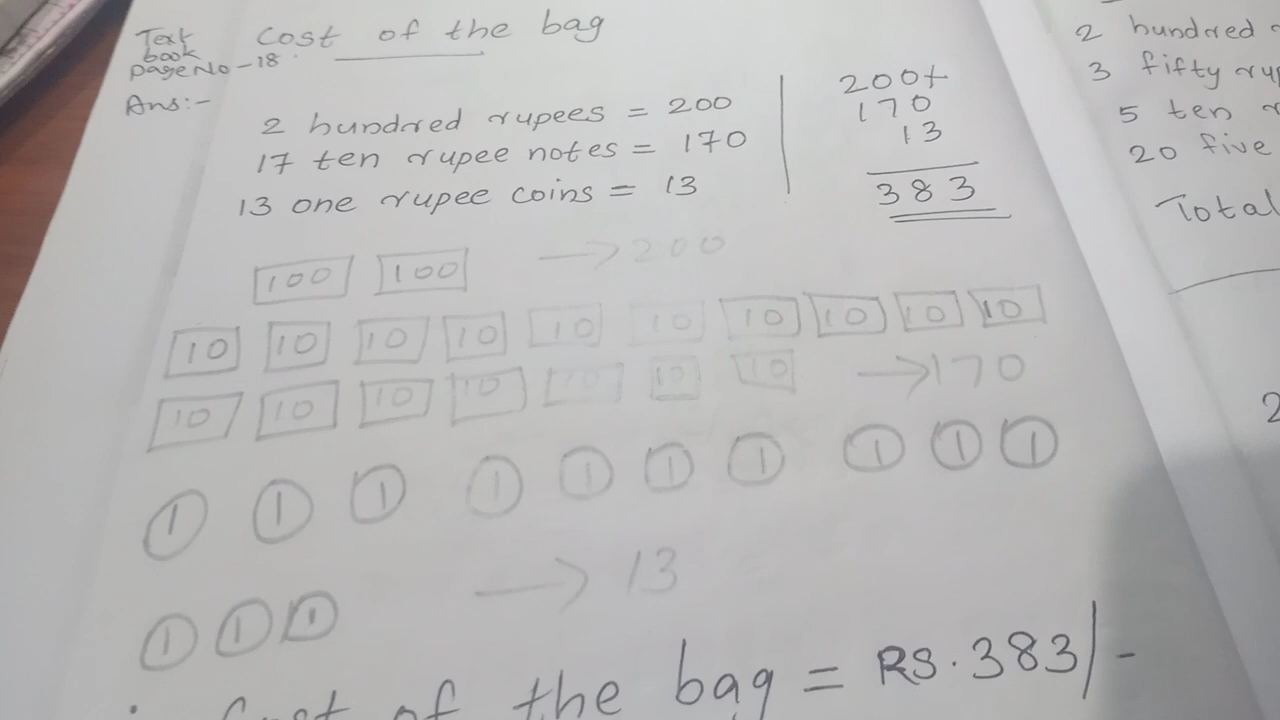 Text book Page No - 18.
Cost of the bag
Ans:-
2 hundred rupees = 200
17 ten rupee notes = 170
13 one rupee coins = 13
200+
170
13
383
100 100 → 200
10 10 10 10 10 10 10 10 10 10
10 10 10 10 10 10 10 → 170
1 1 1 1 1 1 1 1 1 1
1 1 1 → 13
Cost of the bag = RS. 383/-
2 hundred
3 fifty
5 ten
20 five
Total
2